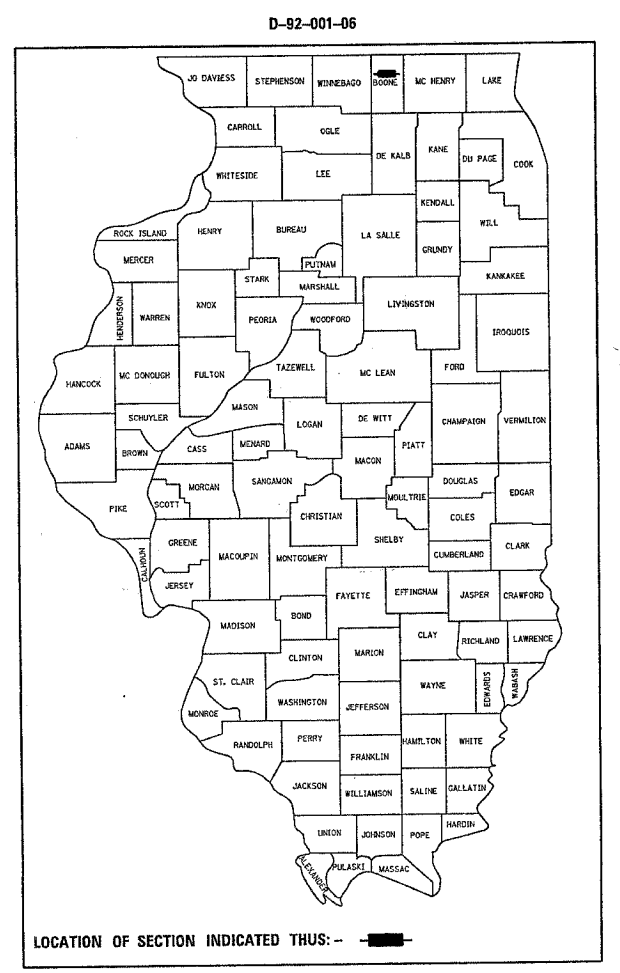 D-92-001-06
JO DAVIESS STEPHENSON WINNEBAGO BOONE MC HENRY LAKE
CARROLL OGLE DE KALB KANE DU PAGE COOK
WHITESIDE LEE
KENDALL WILL
ROCK ISLAND HENRY BUREAU LA SALLE GRUNDY
MERCER PUTNAM KANKAKEE
STARK MARSHALL
HENDERSON WARREN KNOX PEORIA WOODFORD LIVINGSTON IROQUOIS
HANCOCK MC DONOUGH FULTON TAZEWELL MC LEAN FORD
SCHUYLER MASON LOGAN DE WITT CHAMPAIGN VERMILION
ADAMS BROWN CASS MENARD PIATT
MACON
SCOTT MORGAN SANGAMON MOULTRIE DOUGLAS EDGAR
PIKE CHRISTIAN COLES
GREENE MACOUPIN MONTGOMERY SHELBY CUMBERLAND CLARK
CALHOUN JERSEY
MADISON BOND FAYETTE EFFINGHAM JASPER CRAWFORD
CLINTON MARION CLAY RICHLAND LAWRENCE
ST. CLAIR WASHINGTON JEFFERSON WAYNE EDWARDS WABASH
MONROE
RANDOLPH PERRY FRANKLIN HAMILTON WHITE
JACKSON WILLIAMSON SALINE GALLATIN
UNION JOHNSON POPE HARDIN
ALEXANDER PULASKI MASSAC
LOCATION OF SECTION INDICATED THUS: -